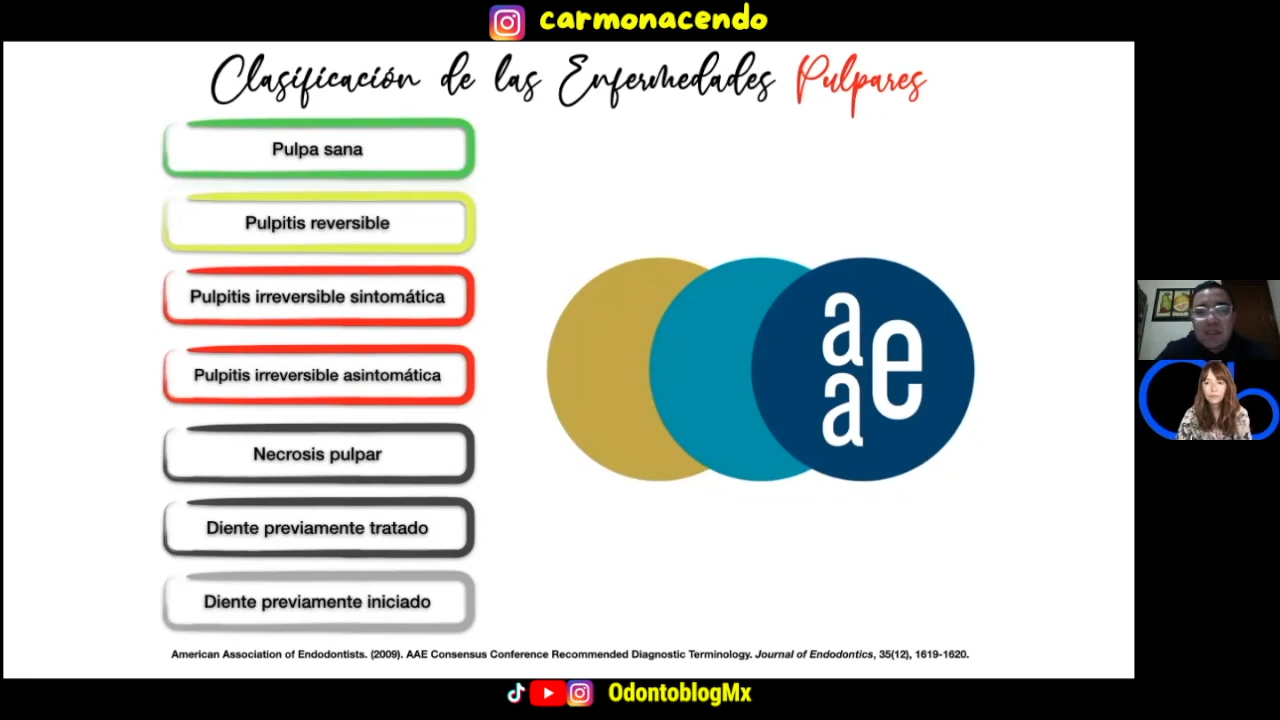 carmonacendo
Clasificación de las Enfermedades Pulpares
Pulpa sana
Pulpitis reversible
Pulpitis irreversible sintomática
Pulpitis irreversible asintomática
Necrosis pulpar
Diente previamente tratado
Diente previamente iniciado
aae
American Association of Endodontists. (2009). AAE Consensus Conference Recommended Diagnostic Terminology. Journal of Endodontics, 35(12), 1619-1620.
OdontoblogMx